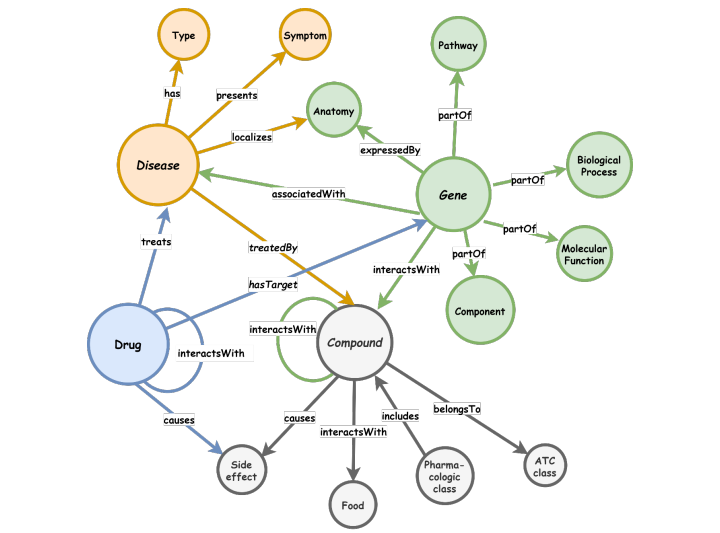 Type
Symptom
Pathway
has
presents
Anatomy
partOf
localizes
expressedBy
Disease
Biological
Process
partOf
associatedWith
Gene
treats
treatedBy
partOf
partOf
Molecular
Function
interactsWith
hasTarget
Component
interactsWith
Drug
interactsWith
Compound
causes
causes
interactsWith
includes
belongsTo
Side
effect
Pharma-
cologic
class
ATC
class
Food